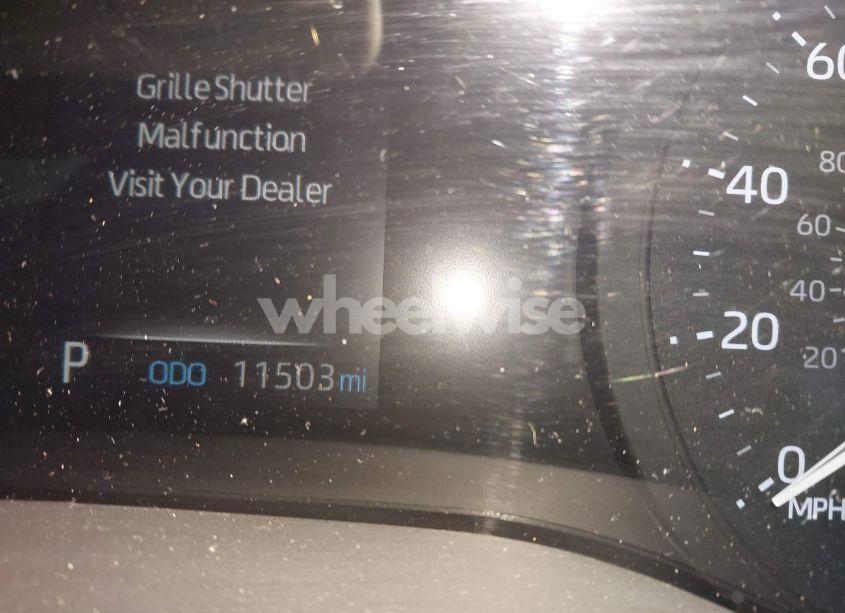 Grille Shutter
Malfunction
Visit Your Dealer
P
ODO 11503 mi
wheelwise
60
40
20
0
MPH
80
60
40
20